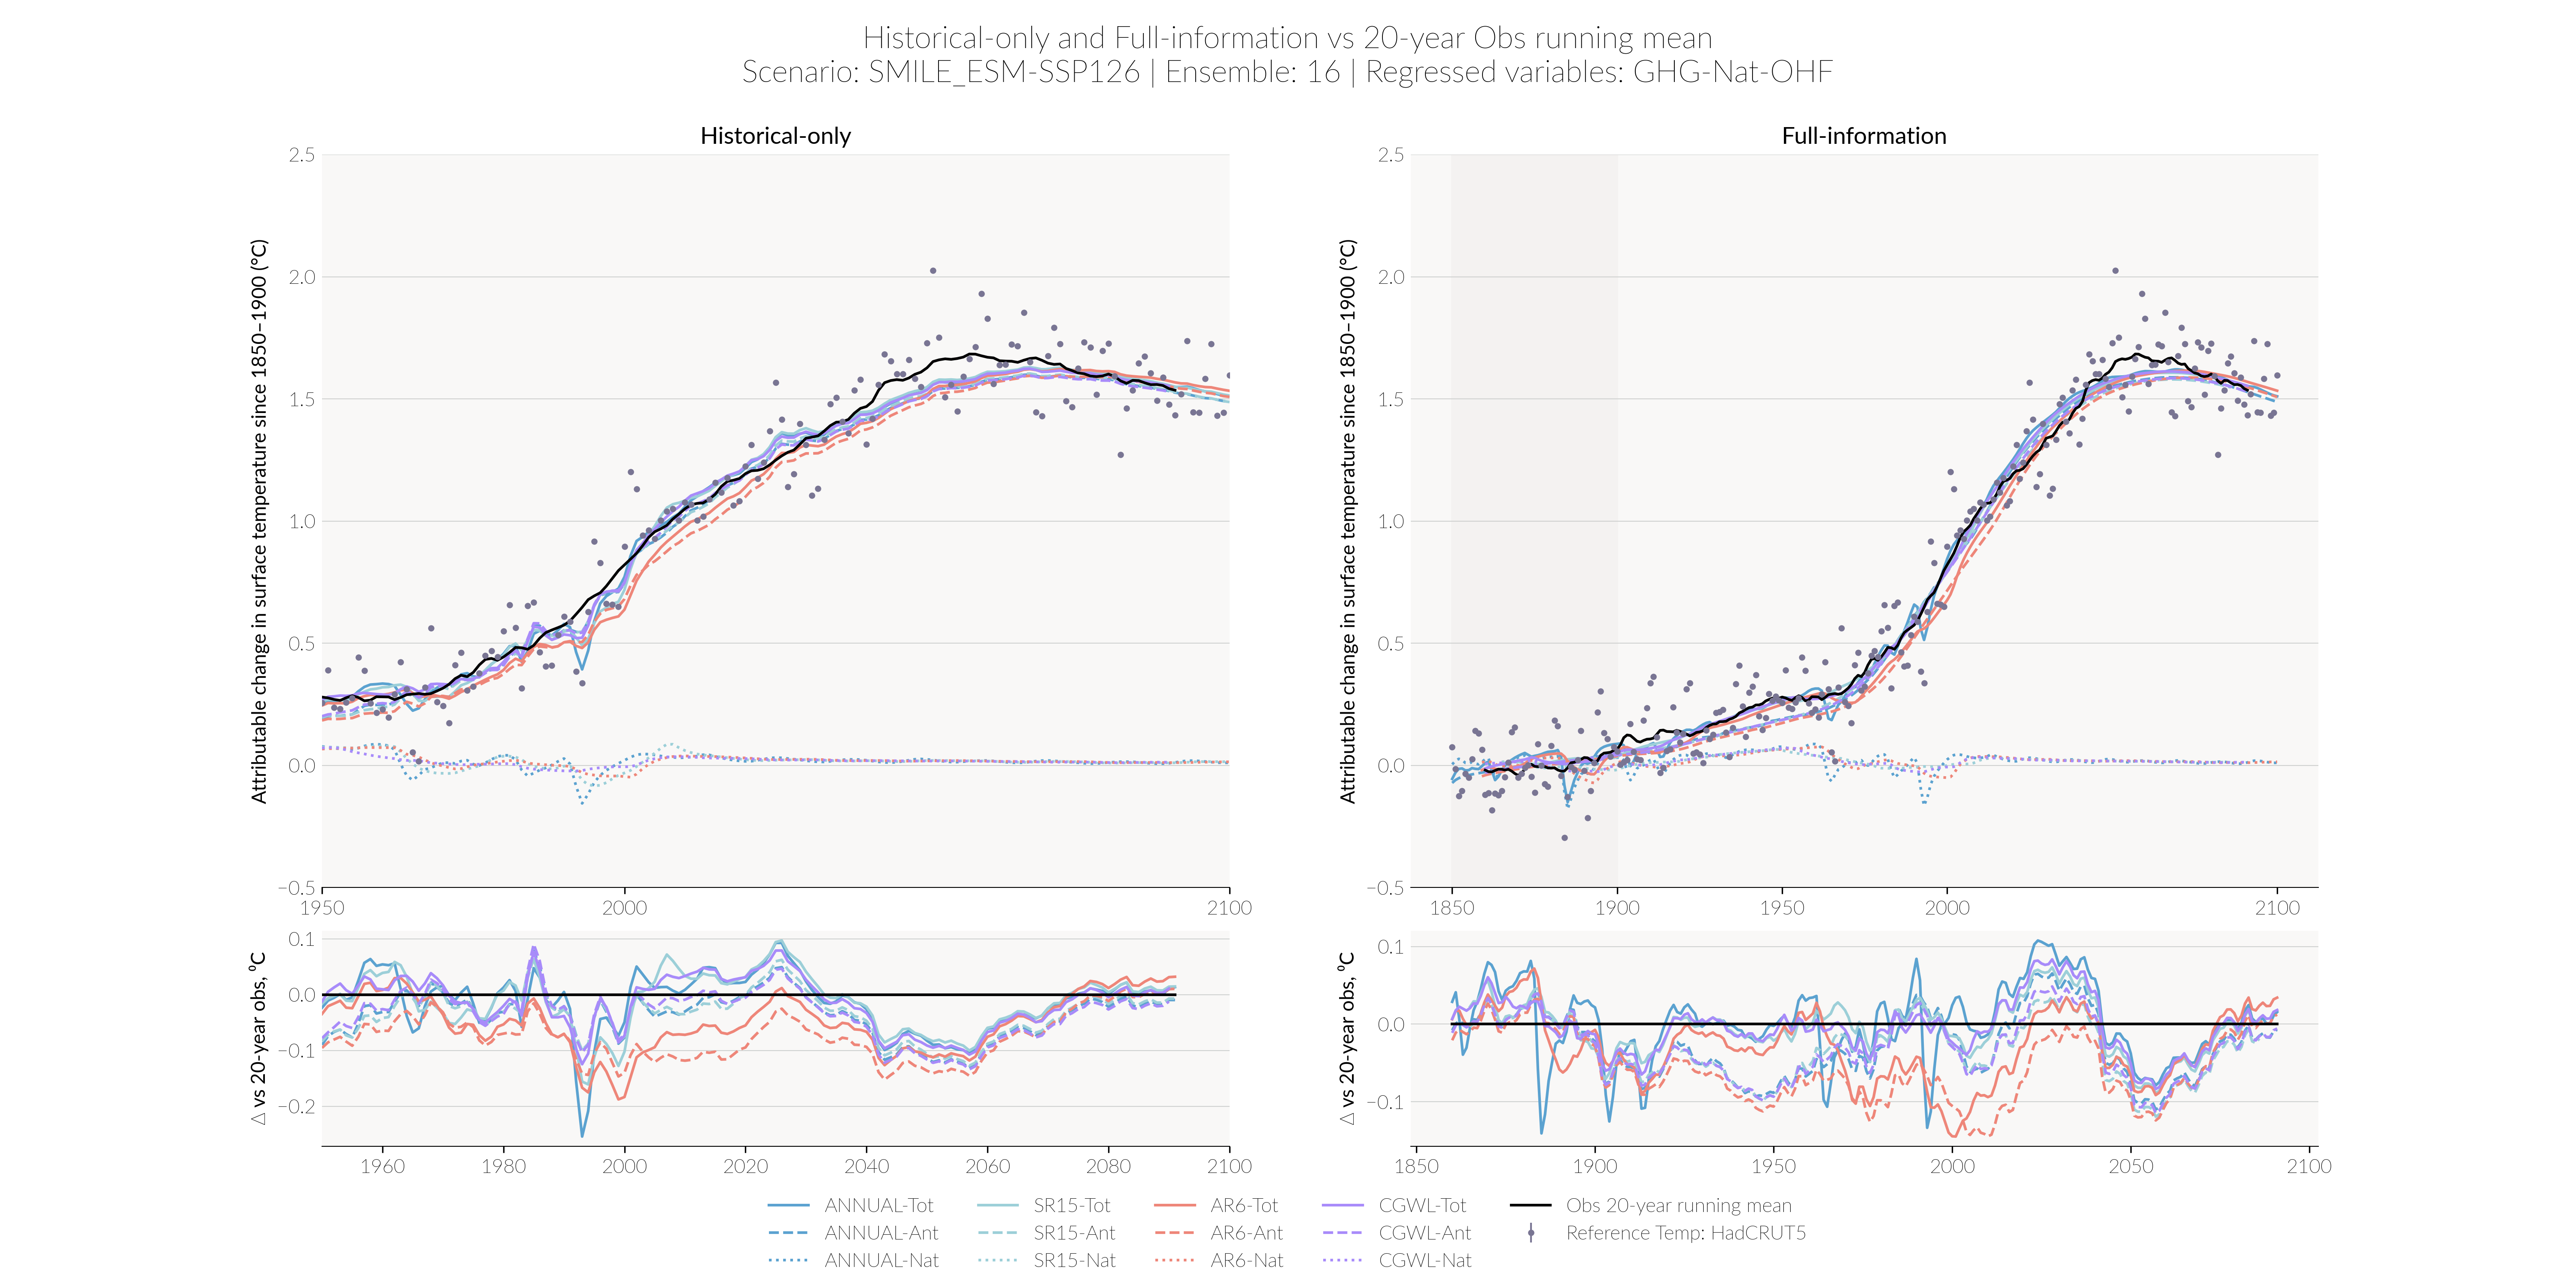 Historical-only and Full-information vs 20-year Obs running mean
Scenario: SMILE_ESM-SSP126 | Ensemble: 16 | Regressed variables: GHG-Nat-OHF
Historical-only
Attributable change in surface temperature since 1850–1900 (°C)
2.5
2.0
1.5
1.0
0.5
0.0
−0.5
1950
2000
2100
Full-information
Attributable change in surface temperature since 1850–1900 (°C)
2.5
2.0
1.5
1.0
0.5
0.0
−0.5
1850
1900
1950
2000
2100
△ vs 20-year obs, ⁰C
0.1
0.0
−0.1
−0.2
1960
1980
2000
2020
2040
2060
2080
2100
△ vs 20-year obs, ⁰C
0.1
0.0
−0.1
1850
1900
1950
2000
2050
2100
ANNUAL-Tot
ANNUAL-Ant
ANNUAL-Nat
SR15-Tot
SR15-Ant
SR15-Nat
AR6-Tot
AR6-Ant
AR6-Nat
CGWL-Tot
CGWL-Ant
CGWL-Nat
Obs 20-year running mean
Reference Temp: HadCRUT5